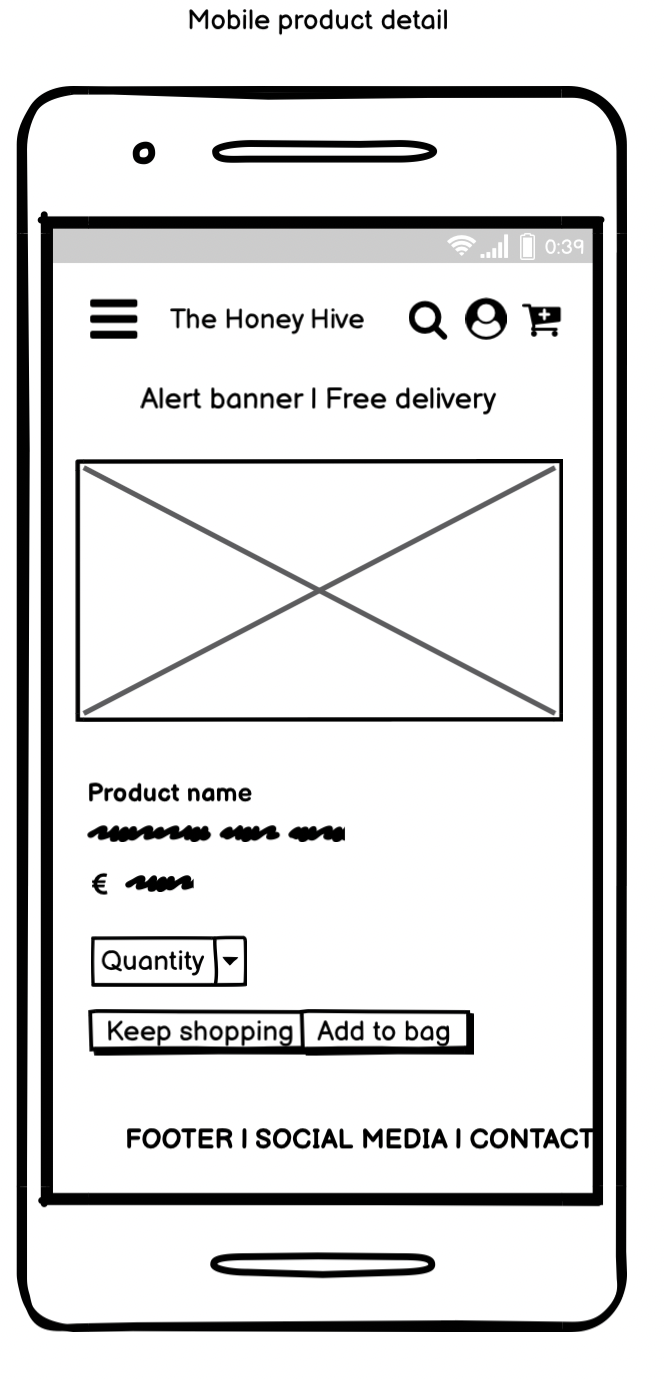 Mobile product detail
0:39
The Honey Hive
Alert banner | Free delivery
Product name
€
Quantity
Keep shopping Add to bag
FOOTER | SOCIAL MEDIA | CONTACT